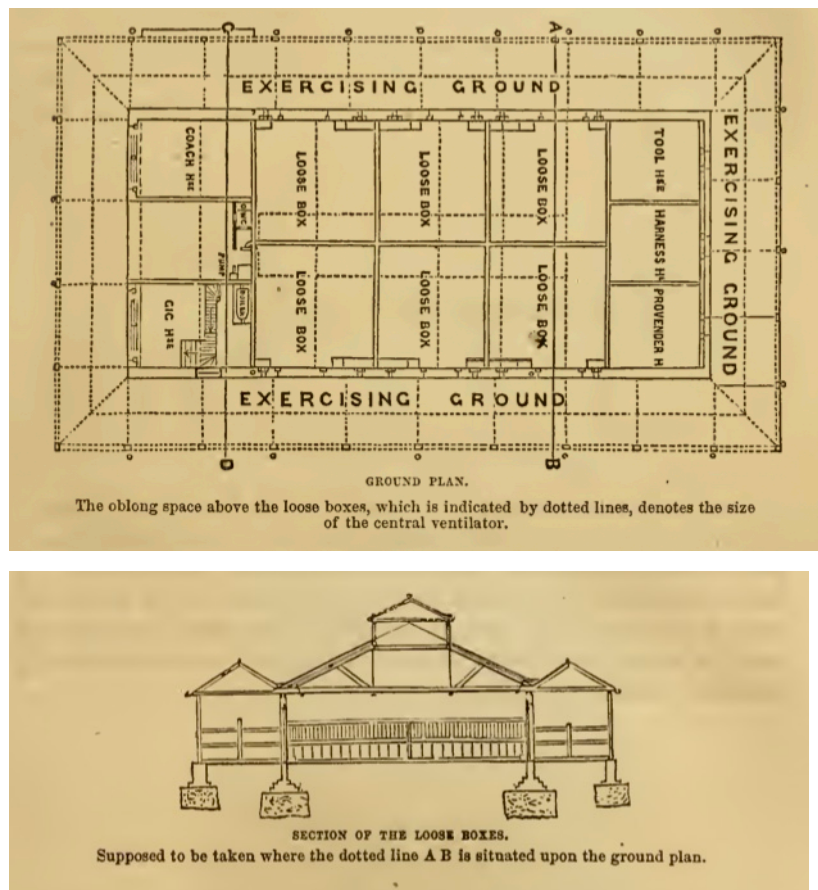 C
A
EXERCISING GROUND
COACH HSE
LOOSE BOX
LOOSE BOX
LOOSE BOX
TOOL HSE
EXERCISING GROUND
PUMP
BOILER
HARNESS H
GIG HSE
LOOSE BOX
LOOSE BOX
LOOSE BOX
PROVENDER H
EXERCISING GROUND
D
B
GROUND PLAN.
The oblong space above the loose boxes, which is indicated by dotted lines, denotes the size
of the central ventilator.
SECTION OF THE LOOSE BOXES.
Supposed to be taken where the dotted line A B is situated upon the ground plan.